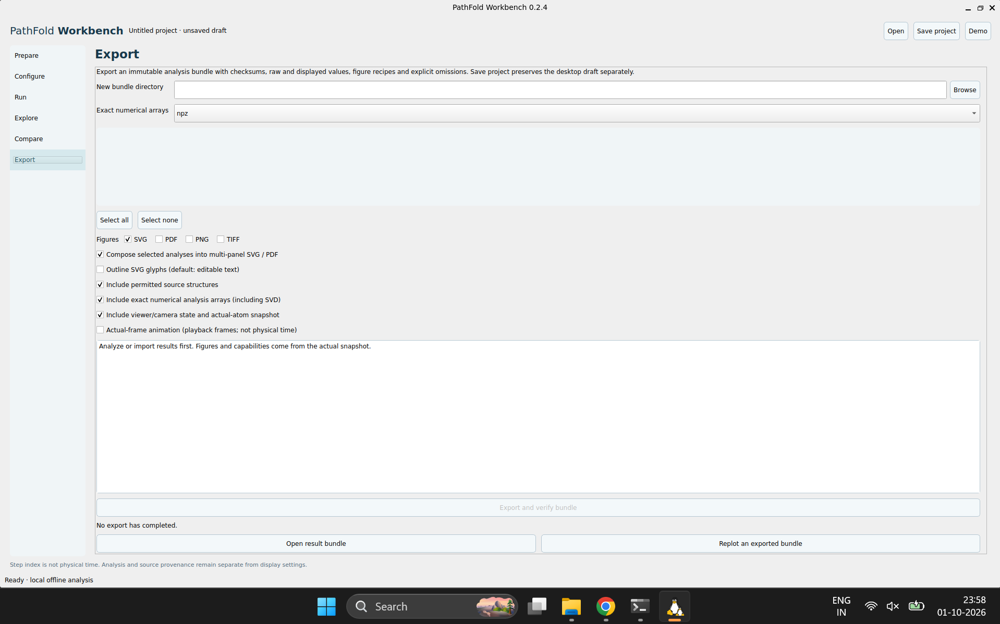 PathFold Workbench 0.2.4
PathFold Workbench Untitled project · unsaved draft
Open Save project Demo
Prepare
Configure
Run
Explore
Compare
Export
Export
Export an immutable analysis bundle with checksums, raw and displayed values, figure recipes and explicit omissions. Save project preserves the desktop draft separately.
New bundle directory Browse
Exact numerical arrays npz
Select all Select none
Figures SVG PDF PNG TIFF
Compose selected analyses into multi-panel SVG / PDF
Outline SVG glyphs (default: editable text)
Include permitted source structures
Include exact numerical analysis arrays (including SVD)
Include viewer/camera state and actual-atom snapshot
Actual-frame animation (playback frames; not physical time)
Analyze or import results first. Figures and capabilities come from the actual snapshot.
Export and verify bundle
No export has completed.
Open result bundle Replot an exported bundle
Step index is not physical time. Analysis and source provenance remain separate from display settings.
Ready · local offline analysis
Search
ENG
IN
23:58
01-10-2026